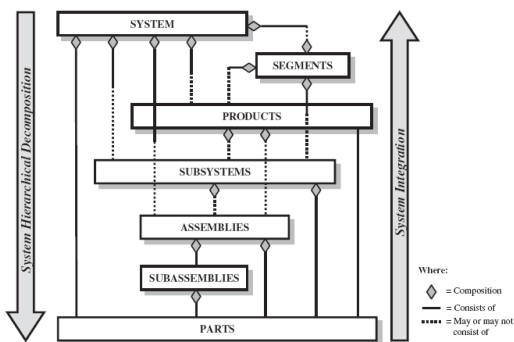 SYSTEM
SEGMENTS
PRODUCTS
SUBSYSTEMS
ASSEMBLIES
SUBASSEMBLIES
PARTS
System Hierarchical Decomposition
System Integration
Where:
= Composition
= Consists of
= May or may not
consist of